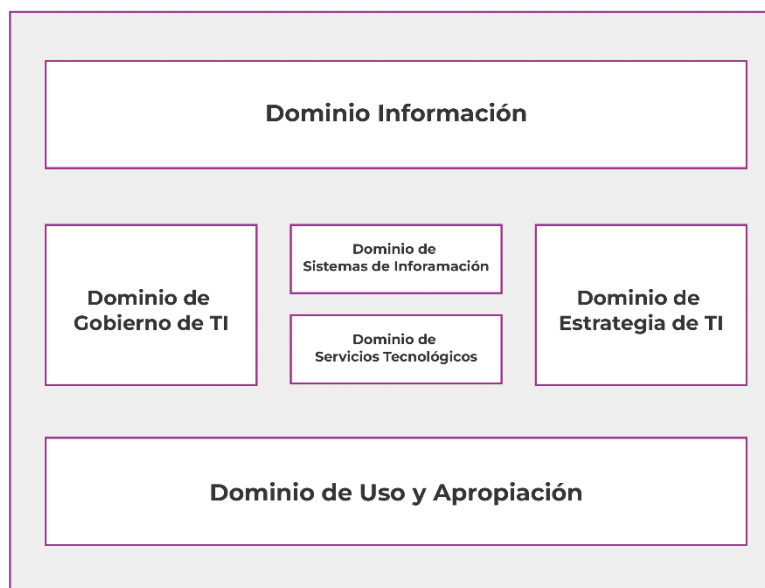 Dominio Información
Dominio de
Gobierno de TI
Dominio de
Sistemas de Inforamación
Dominio de
Servicios Tecnológicos
Dominio de
Estrategia de TI
Dominio de Uso y Apropiación